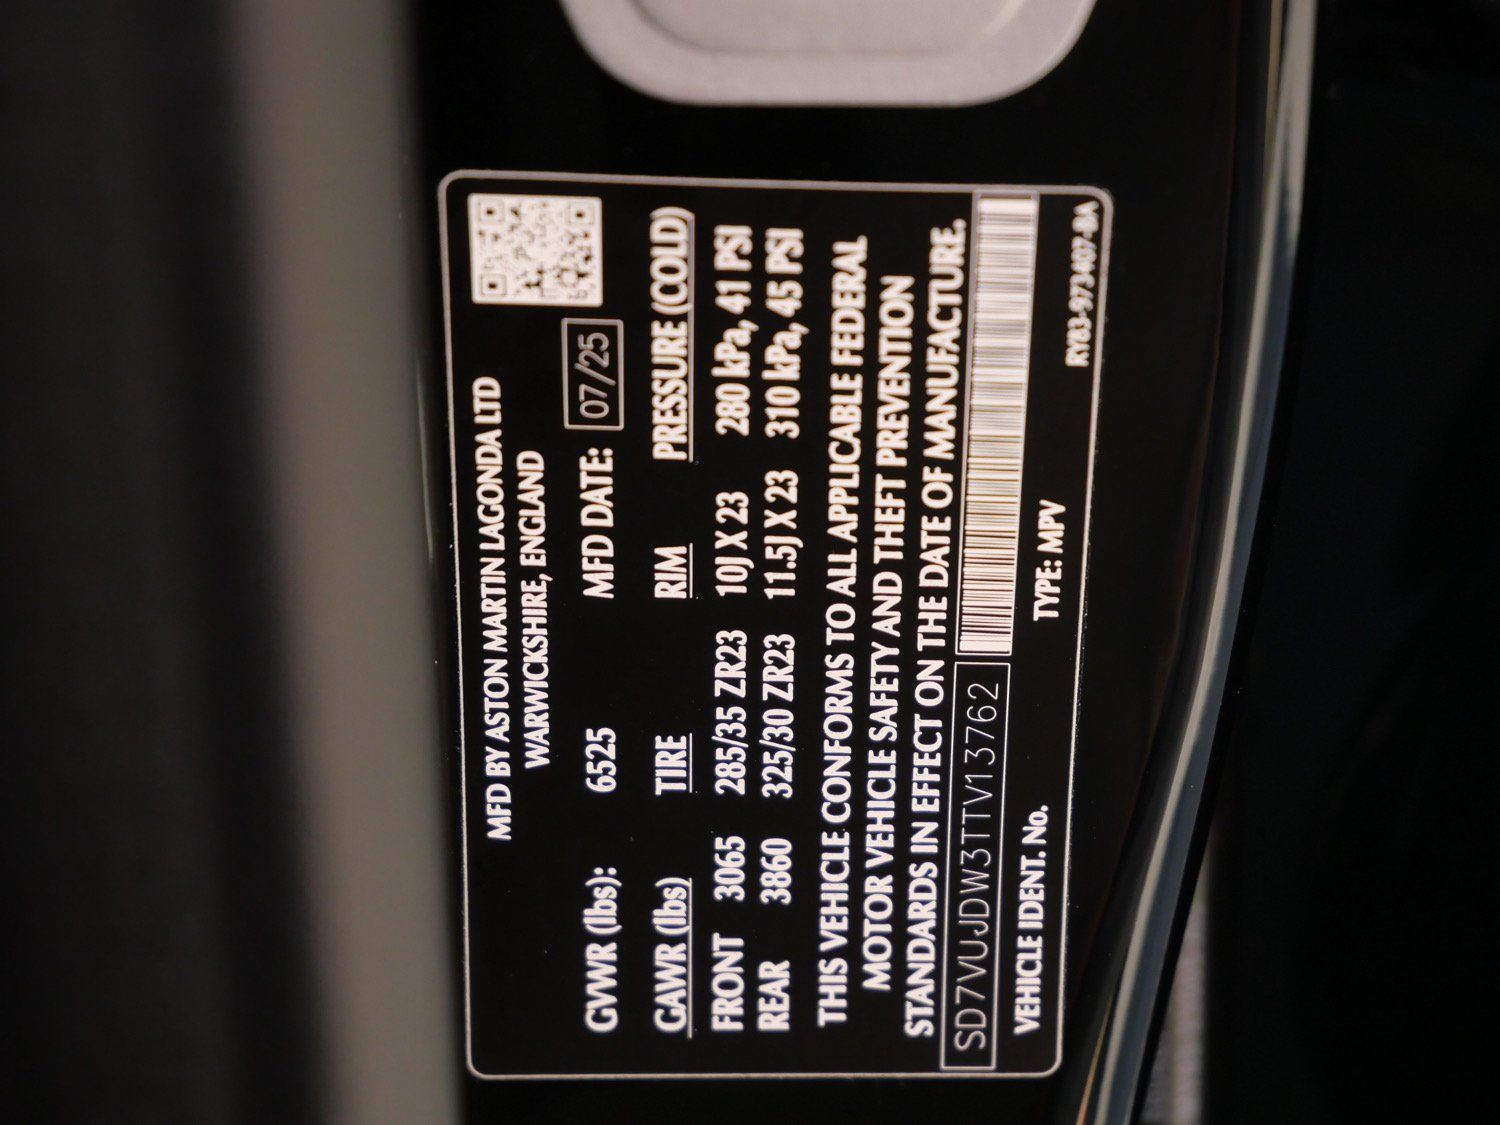 MFD BY ASTON MARTIN LAGONDA LTD
WARWICKSHIRE, ENGLAND
GVWR (lbs): 6525 MFD DATE: 07/25
GAWR (lbs) TIRE RIM PRESSURE (COLD)
FRONT 3065 285/35 ZR23 10J X 23 280 kPa, 41 PSI
REAR 3860 325/30 ZR23 11.5J X 23 310 kPa, 45 PSI
THIS VEHICLE CONFORMS TO ALL APPLICABLE FEDERAL
MOTOR VEHICLE SAFETY AND THEFT PREVENTION
STANDARDS IN EFFECT ON THE DATE OF MANUFACTURE.
SD7VUJDW3TTV13762
VEHICLE IDENT. No. TYPE: MPV
RY83-973407-BA